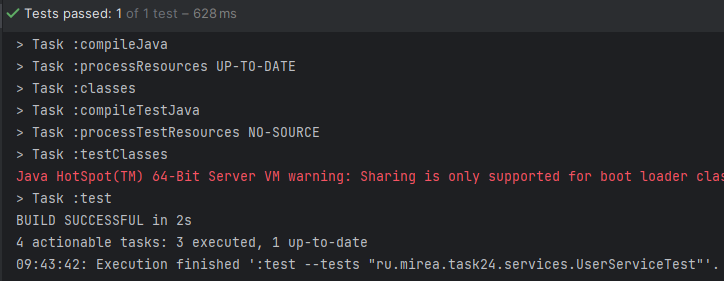 Tests passed: 1 of 1 test – 628 ms
> Task :compileJava
> Task :processResources UP-TO-DATE
> Task :classes
> Task :compileTestJava
> Task :processTestResources NO-SOURCE
> Task :testClasses
Java HotSpot(TM) 64-Bit Server VM warning: Sharing is only supported for boot loader clas
> Task :test
BUILD SUCCESSFUL in 2s
4 actionable tasks: 3 executed, 1 up-to-date
09:43:42: Execution finished ':test --tests "ru.mirea.task24.services.UserServiceTest"'.